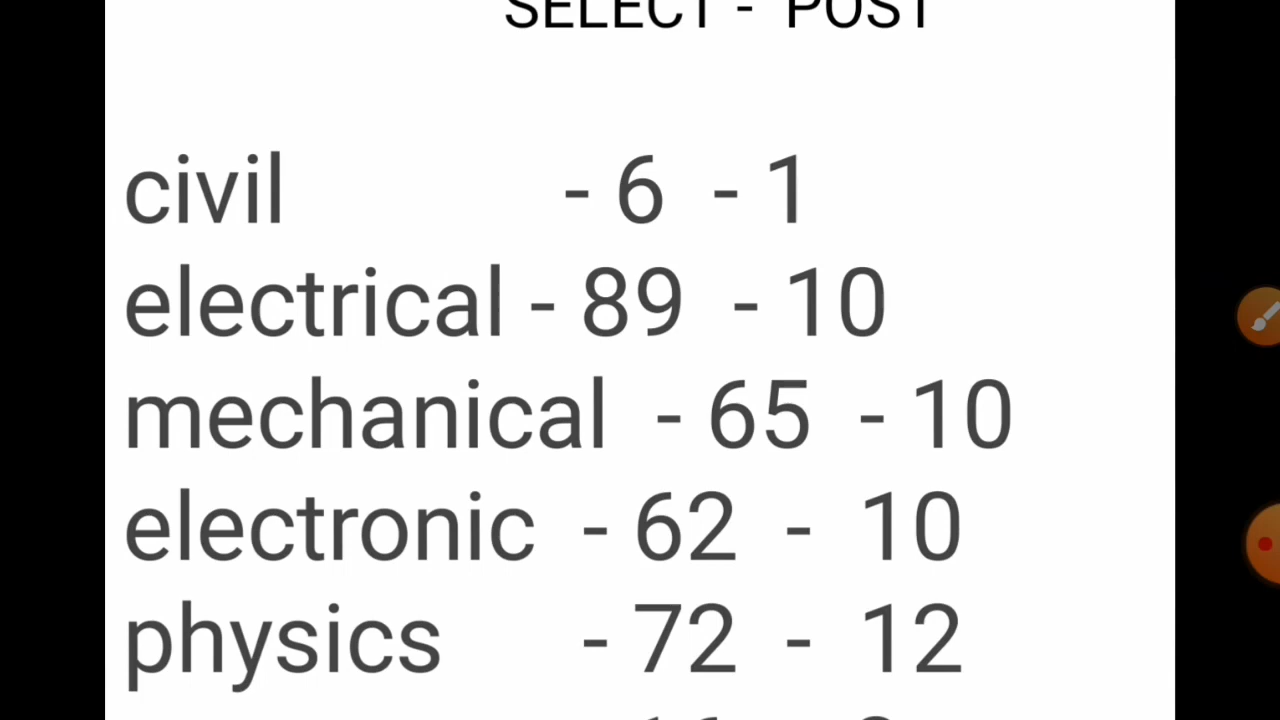 SELECT - POST
civil - 6 - 1
electrical - 89 - 10
mechanical - 65 - 10
electronic - 62 - 10
physics - 72 - 12